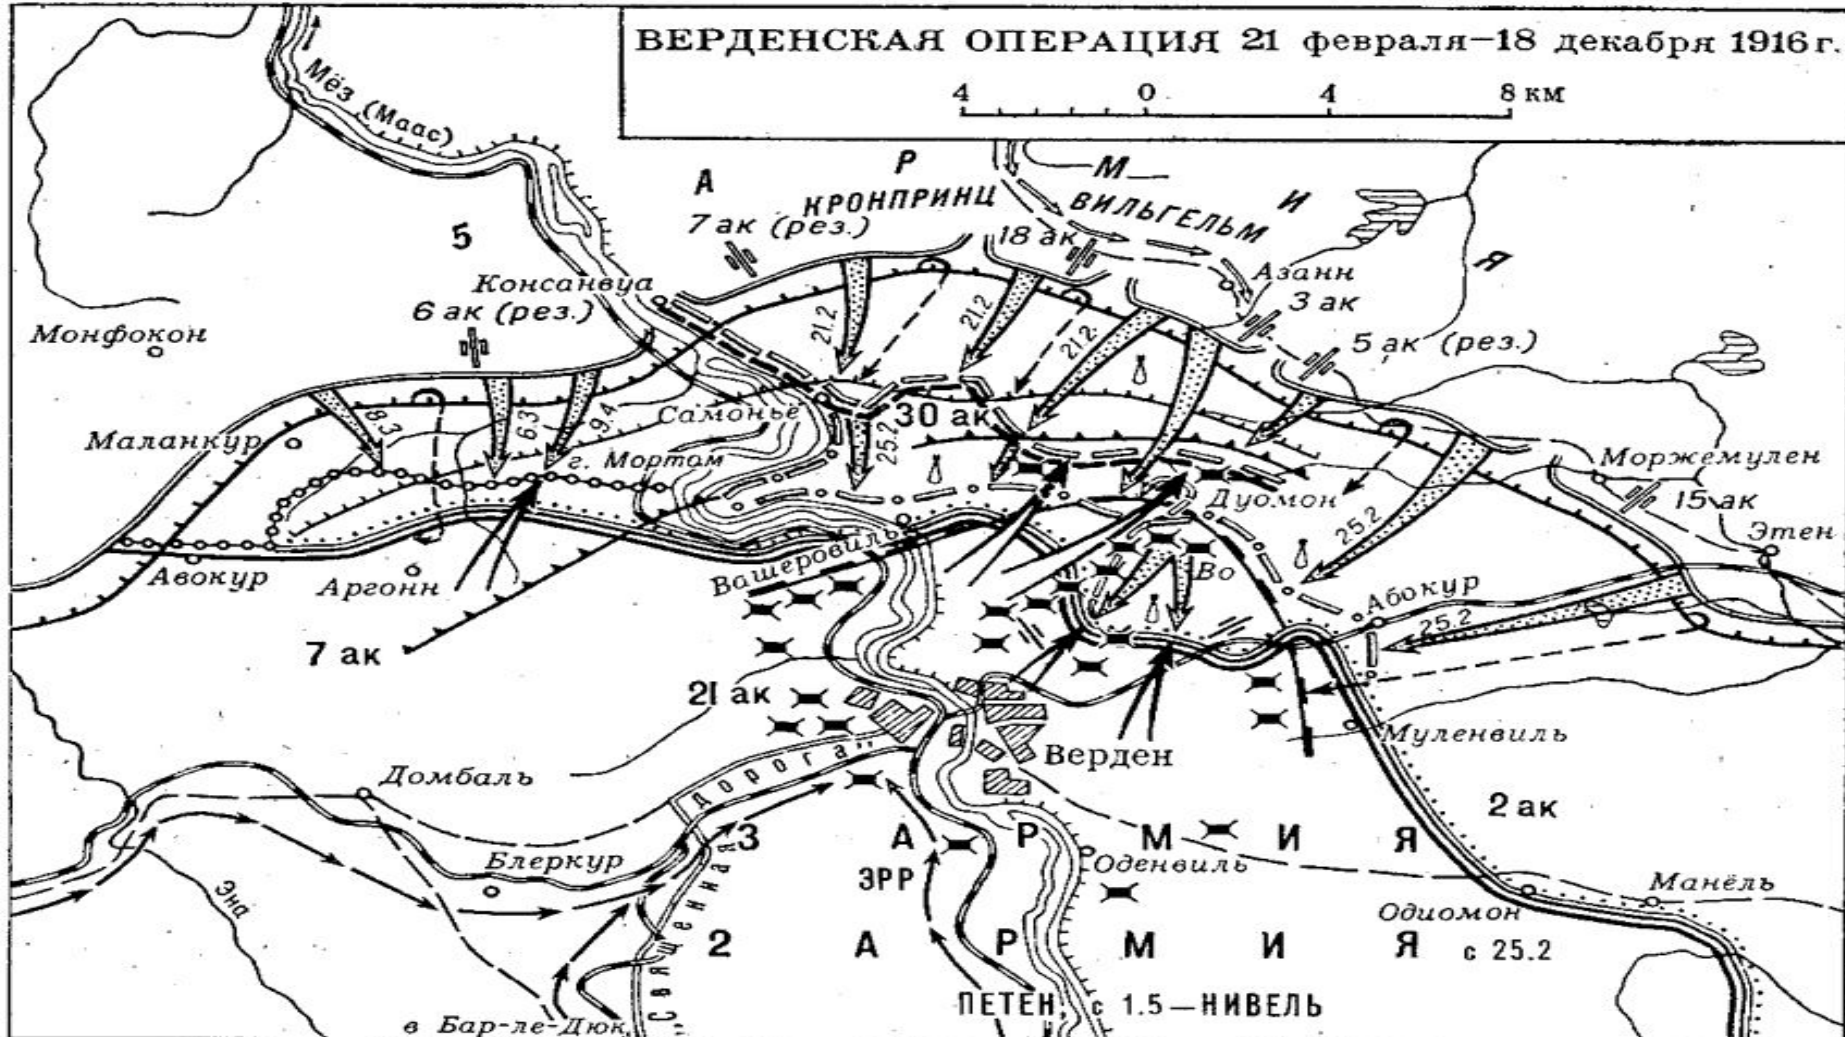 ВЕРДЕНСКАЯ ОПЕРАЦИЯ 21 февраля—18 декабря 1916 г.
4 0 4 8 км
Мёз (Маас)
5 А Р М И Я
КРОНПРИНЦ ВИЛЬГЕЛЬМ
7 ак (рез.)
18 ак
Азанн
3 ак
Консанвуа
6 ак (рез.)
5 ак (рез.)
Монфокон
21.2
21.2
21.2
8.3
6.3
9.4
Самонье
30 ак
25.2
Маланкур
г. Мортом
Моржемулен
15 ак
Дуомон
25.2
Этен
Авокур
Аргонн
Вашеровиль
Во
Абокур
25.2
7 ак
21 ак
Муленвиль
Верден
Домбаль
"Священная дорога"
2 ак
3 А Р М И Я
Блеркур
ЭРР
Оденвиль
Манёль
Эна
Одиомон
2 А Р М И Я с 25.2
ПЕТЕН, с 1.5—НИВЕЛЬ
в Бар-ле-Дюк